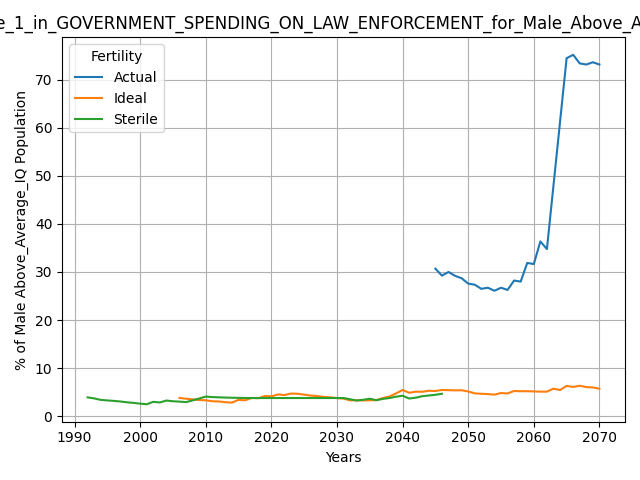 e_1_in_GOVERNMENT_SPENDING_ON_LAW_ENFORCEMENT_for_Male_Above_A
Fertility
Actual
Ideal
Sterile
% of Male Above_Average_IQ Population
70
60
50
40
30
20
10
0
1990 2000 2010 2020 2030 2040 2050 2060 2070
Years